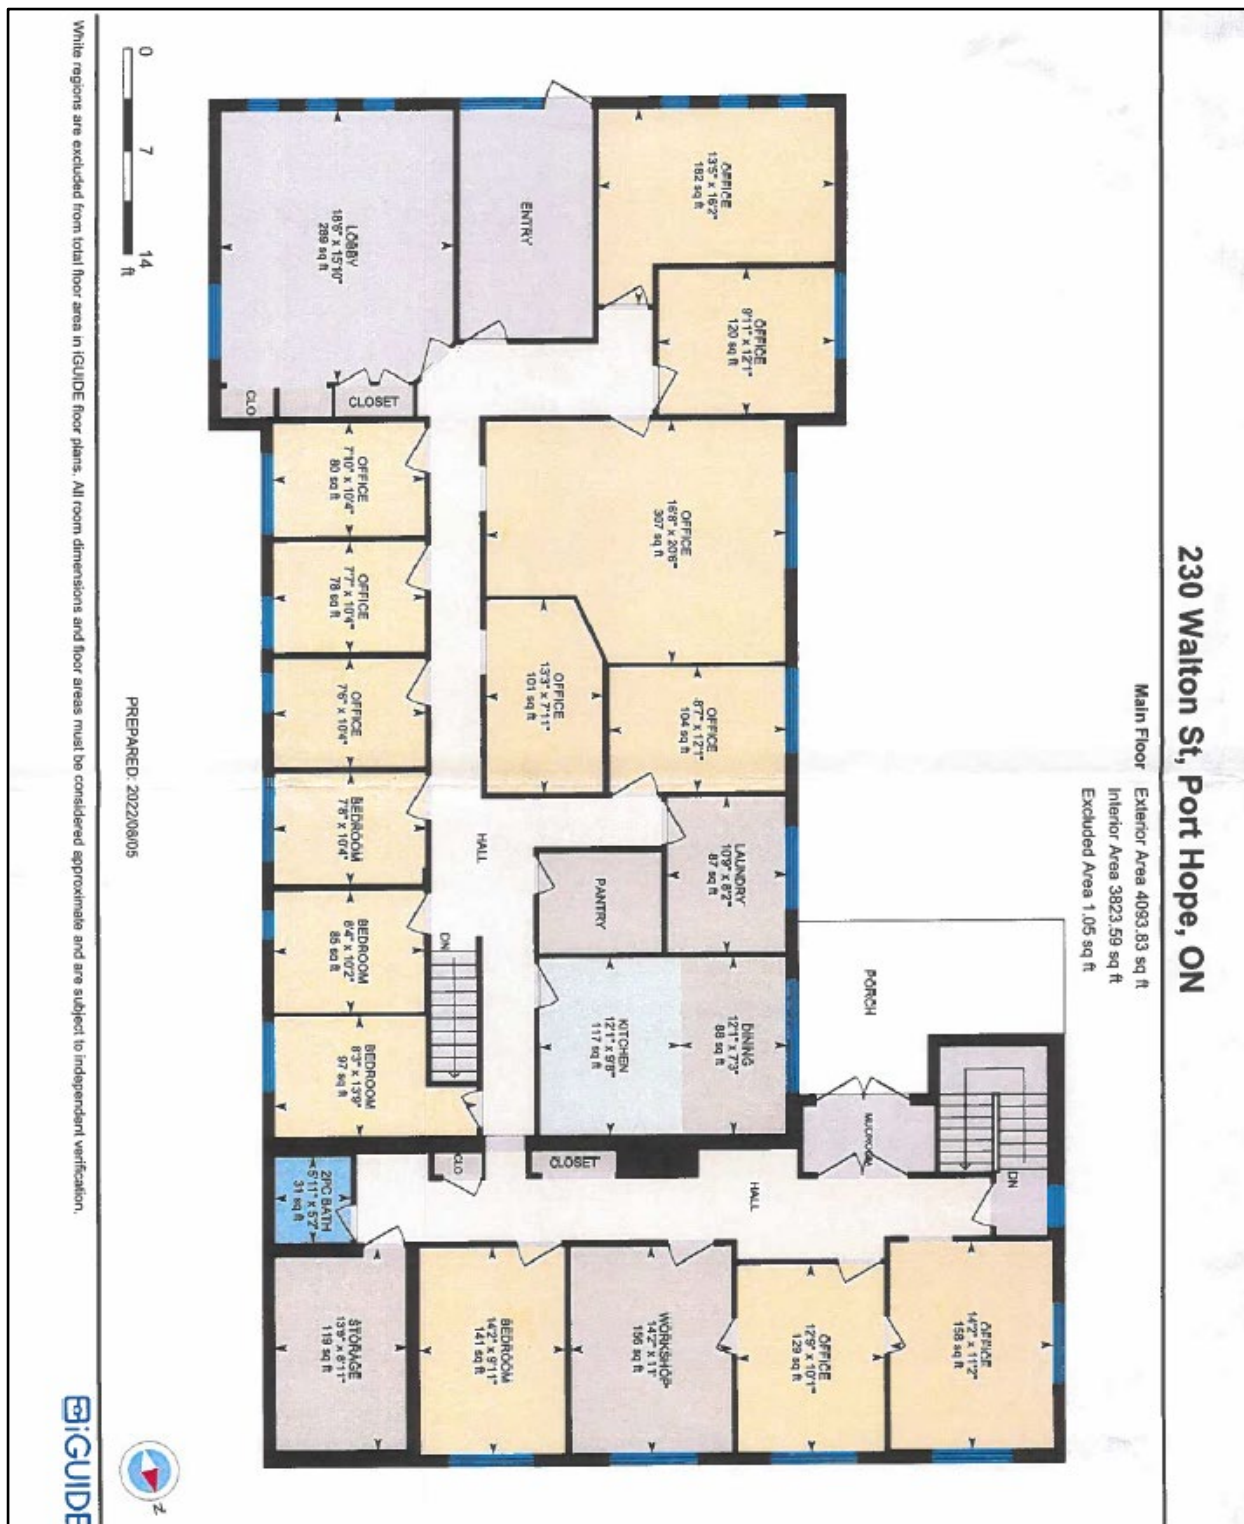 230 Walton St, Port Hope, ON
Main Floor Exterior Area 4093.83 sq ft
Interior Area 3823.59 sq ft
Excluded Area 1.05 sq ft
PORCH
MUDROOM
DN
OFFICE
13'5" x 16'2"
182 sq ft
OFFICE
9'11" x 12'1"
120 sq ft
OFFICE
16'8" x 20'6"
307 sq ft
OFFICE
8'7" x 12'1"
104 sq ft
LAUNDRY
10'9" x 8'2"
87 sq ft
DINING
12'1" x 7'3"
88 sq ft
OFFICE
14'2" x 11'2"
158 sq ft
HALL
OFFICE
12'9" x 10'1"
129 sq ft
ENTRY
OFFICE
13'3" x 7'11"
101 sq ft
PANTRY
KITCHEN
12'1" x 9'8"
117 sq ft
CLOSET
WORKSHOP
14'2" x 11'
156 sq ft
HALL
DN
CLO
BEDROOM
14'2" x 9'11"
141 sq ft
LOBBY
18'6" x 15'10"
289 sq ft
CLOSET
CLO
OFFICE
7'10" x 10'4"
80 sq ft
OFFICE
7'7" x 10'4"
78 sq ft
OFFICE
7'6" x 10'4"
BEDROOM
7'8" x 10'4"
BEDROOM
8'4" x 10'2"
85 sq ft
BEDROOM
8'3" x 13'9"
97 sq ft
2PC BATH
5'11" x 5'2"
31 sq ft
STORAGE
13'9" x 8'11"
119 sq ft
0 7 14
ft
PREPARED: 2022/08/05
N
White regions are excluded from total floor area in iGUIDE floor plans. All room dimensions and floor areas must be considered approximate and are subject to independent verification.
iGUIDE